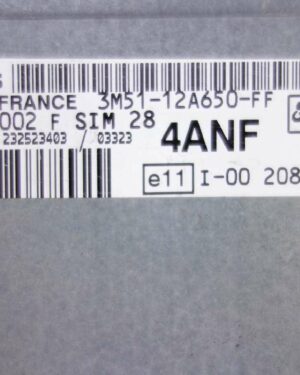 S
FRANCE 3M51-12A650-FF
002 F SIM 28
232523403 / 03323
4ANF
e11 I-00 208